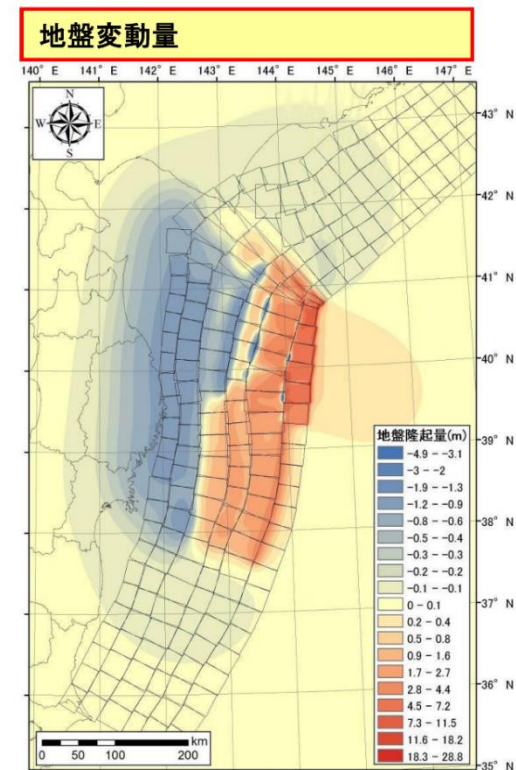 地盤変動量
140° E 141° E 142° E 143° E 144° E 145° E 146° E 147° E
N
W E
S
43° N
42° N
41° N
40° N
39° N
38° N
37° N
36° N
35° N
地盤隆起量(m)
-4.9 - -3.1
-3 - -2
-1.9 - -1.3
-1.2 - -0.9
-0.8 - -0.6
-0.5 - -0.4
-0.3 - -0.3
-0.2 - -0.2
-0.1 - -0.1
0 - 0.1
0.2 - 0.4
0.5 - 0.8
0.9 - 1.6
1.7 - 2.7
2.8 - 4.4
4.5 - 7.2
7.3 - 11.5
11.6 - 18.2
18.3 - 28.8
km
0 50 100 200